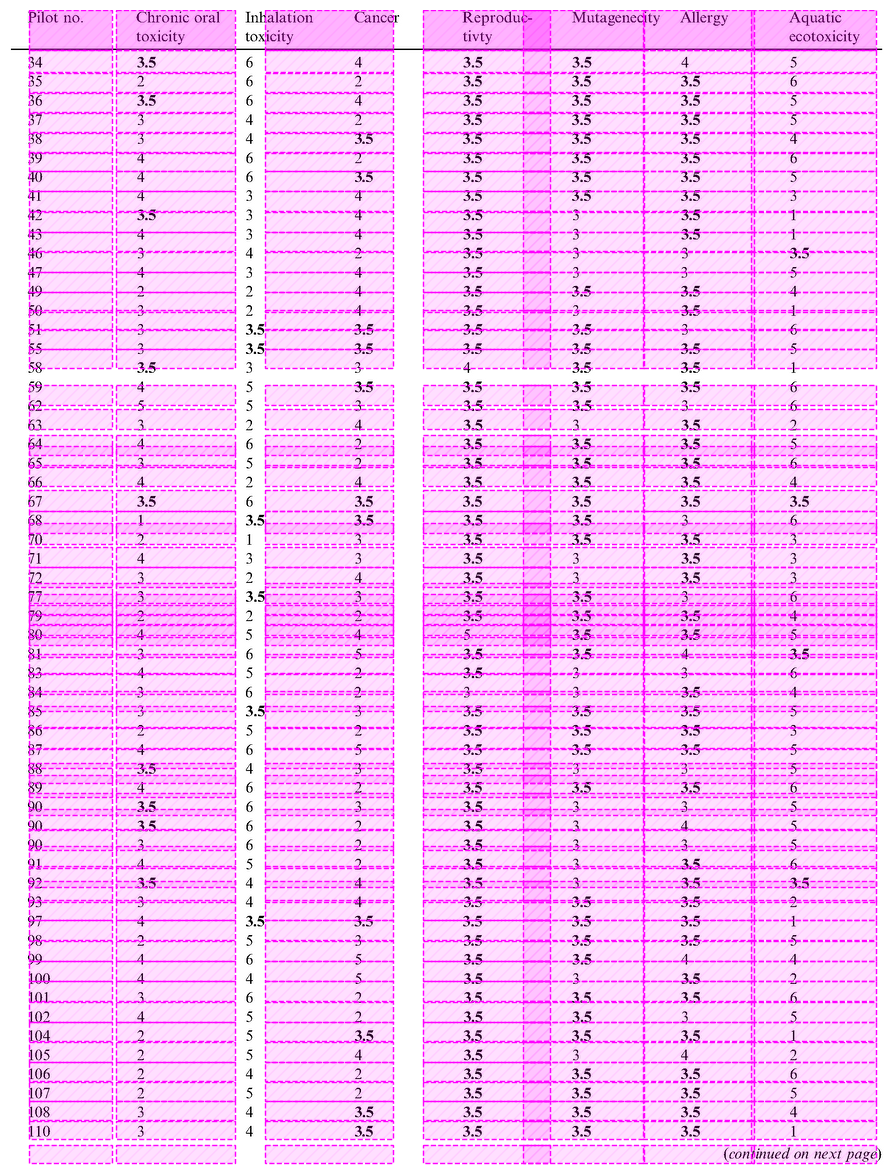 Pilot no. Chronic oral Inhalation Cancer Reproduc- Mutagenecity Allergy Aquatic
toxicity toxicity tivty ecotoxicity
34 3.5 6 4 3.5 3.5 4 5
35 2 6 2 3.5 3.5 3.5 6
36 3.5 6 4 3.5 3.5 3.5 5
37 3 4 2 3.5 3.5 3.5 5
38 3 4 3.5 3.5 3.5 3.5 4
39 4 6 2 3.5 3.5 3.5 6
40 4 6 3.5 3.5 3.5 3.5 5
41 4 3 4 3.5 3.5 3.5 3
42 3.5 3 4 3.5 3 3.5 1
43 4 3 4 3.5 3 3.5 1
46 3 4 2 3.5 3 3 3.5
47 4 3 4 3.5 3 3 5
49 2 2 4 3.5 3.5 3.5 4
50 3 2 4 3.5 3 3.5 1
51 3 3.5 3.5 3.5 3.5 3 6
55 3 3.5 3.5 3.5 3.5 3.5 5
58 3.5 3 3 4 3.5 3.5 1
59 4 5 3.5 3.5 3.5 3.5 6
62 5 5 3 3.5 3.5 3 6
63 3 2 4 3.5 3 3.5 2
64 4 6 2 3.5 3.5 3.5 5
65 3 5 2 3.5 3.5 3.5 6
66 4 2 4 3.5 3.5 3.5 4
67 3.5 6 3.5 3.5 3.5 3.5 3.5
68 1 3.5 3.5 3.5 3.5 3 6
70 2 1 3 3.5 3.5 3.5 3
71 4 3 3 3.5 3 3.5 3
72 3 2 4 3.5 3 3.5 3
77 3 3.5 3 3.5 3.5 3 6
79 2 2 2 3.5 3.5 3.5 4
80 4 5 4 5 3.5 3.5 5
81 3 6 5 3.5 3.5 4 3.5
83 4 5 2 3.5 3 3 6
84 3 6 2 3 3 3.5 4
85 3 3.5 3 3.5 3.5 3.5 5
86 2 5 2 3.5 3.5 3.5 3
87 4 6 5 3.5 3.5 3.5 5
88 3.5 4 3 3.5 3 3 5
89 4 6 2 3.5 3.5 3.5 6
90 3.5 6 3 3.5 3 3 5
90 3.5 6 2 3.5 3 4 5
90 3 6 2 3.5 3 3 5
91 4 5 2 3.5 3 3.5 6
92 3.5 4 4 3.5 3 3.5 3.5
93 3 4 4 3.5 3.5 3.5 2
97 4 3.5 3.5 3.5 3.5 3.5 1
98 2 5 3 3.5 3.5 3.5 5
99 4 6 5 3.5 3.5 4 4
100 4 4 5 3.5 3 3.5 2
101 3 6 2 3.5 3.5 3.5 6
102 4 5 2 3.5 3.5 3 5
104 2 5 3.5 3.5 3.5 3.5 1
105 2 5 4 3.5 3 4 2
106 2 4 2 3.5 3.5 3.5 6
107 2 5 2 3.5 3.5 3.5 5
108 3 4 3.5 3.5 3.5 3.5 4
110 3 4 3.5 3.5 3.5 3.5 1
(continued on next page)